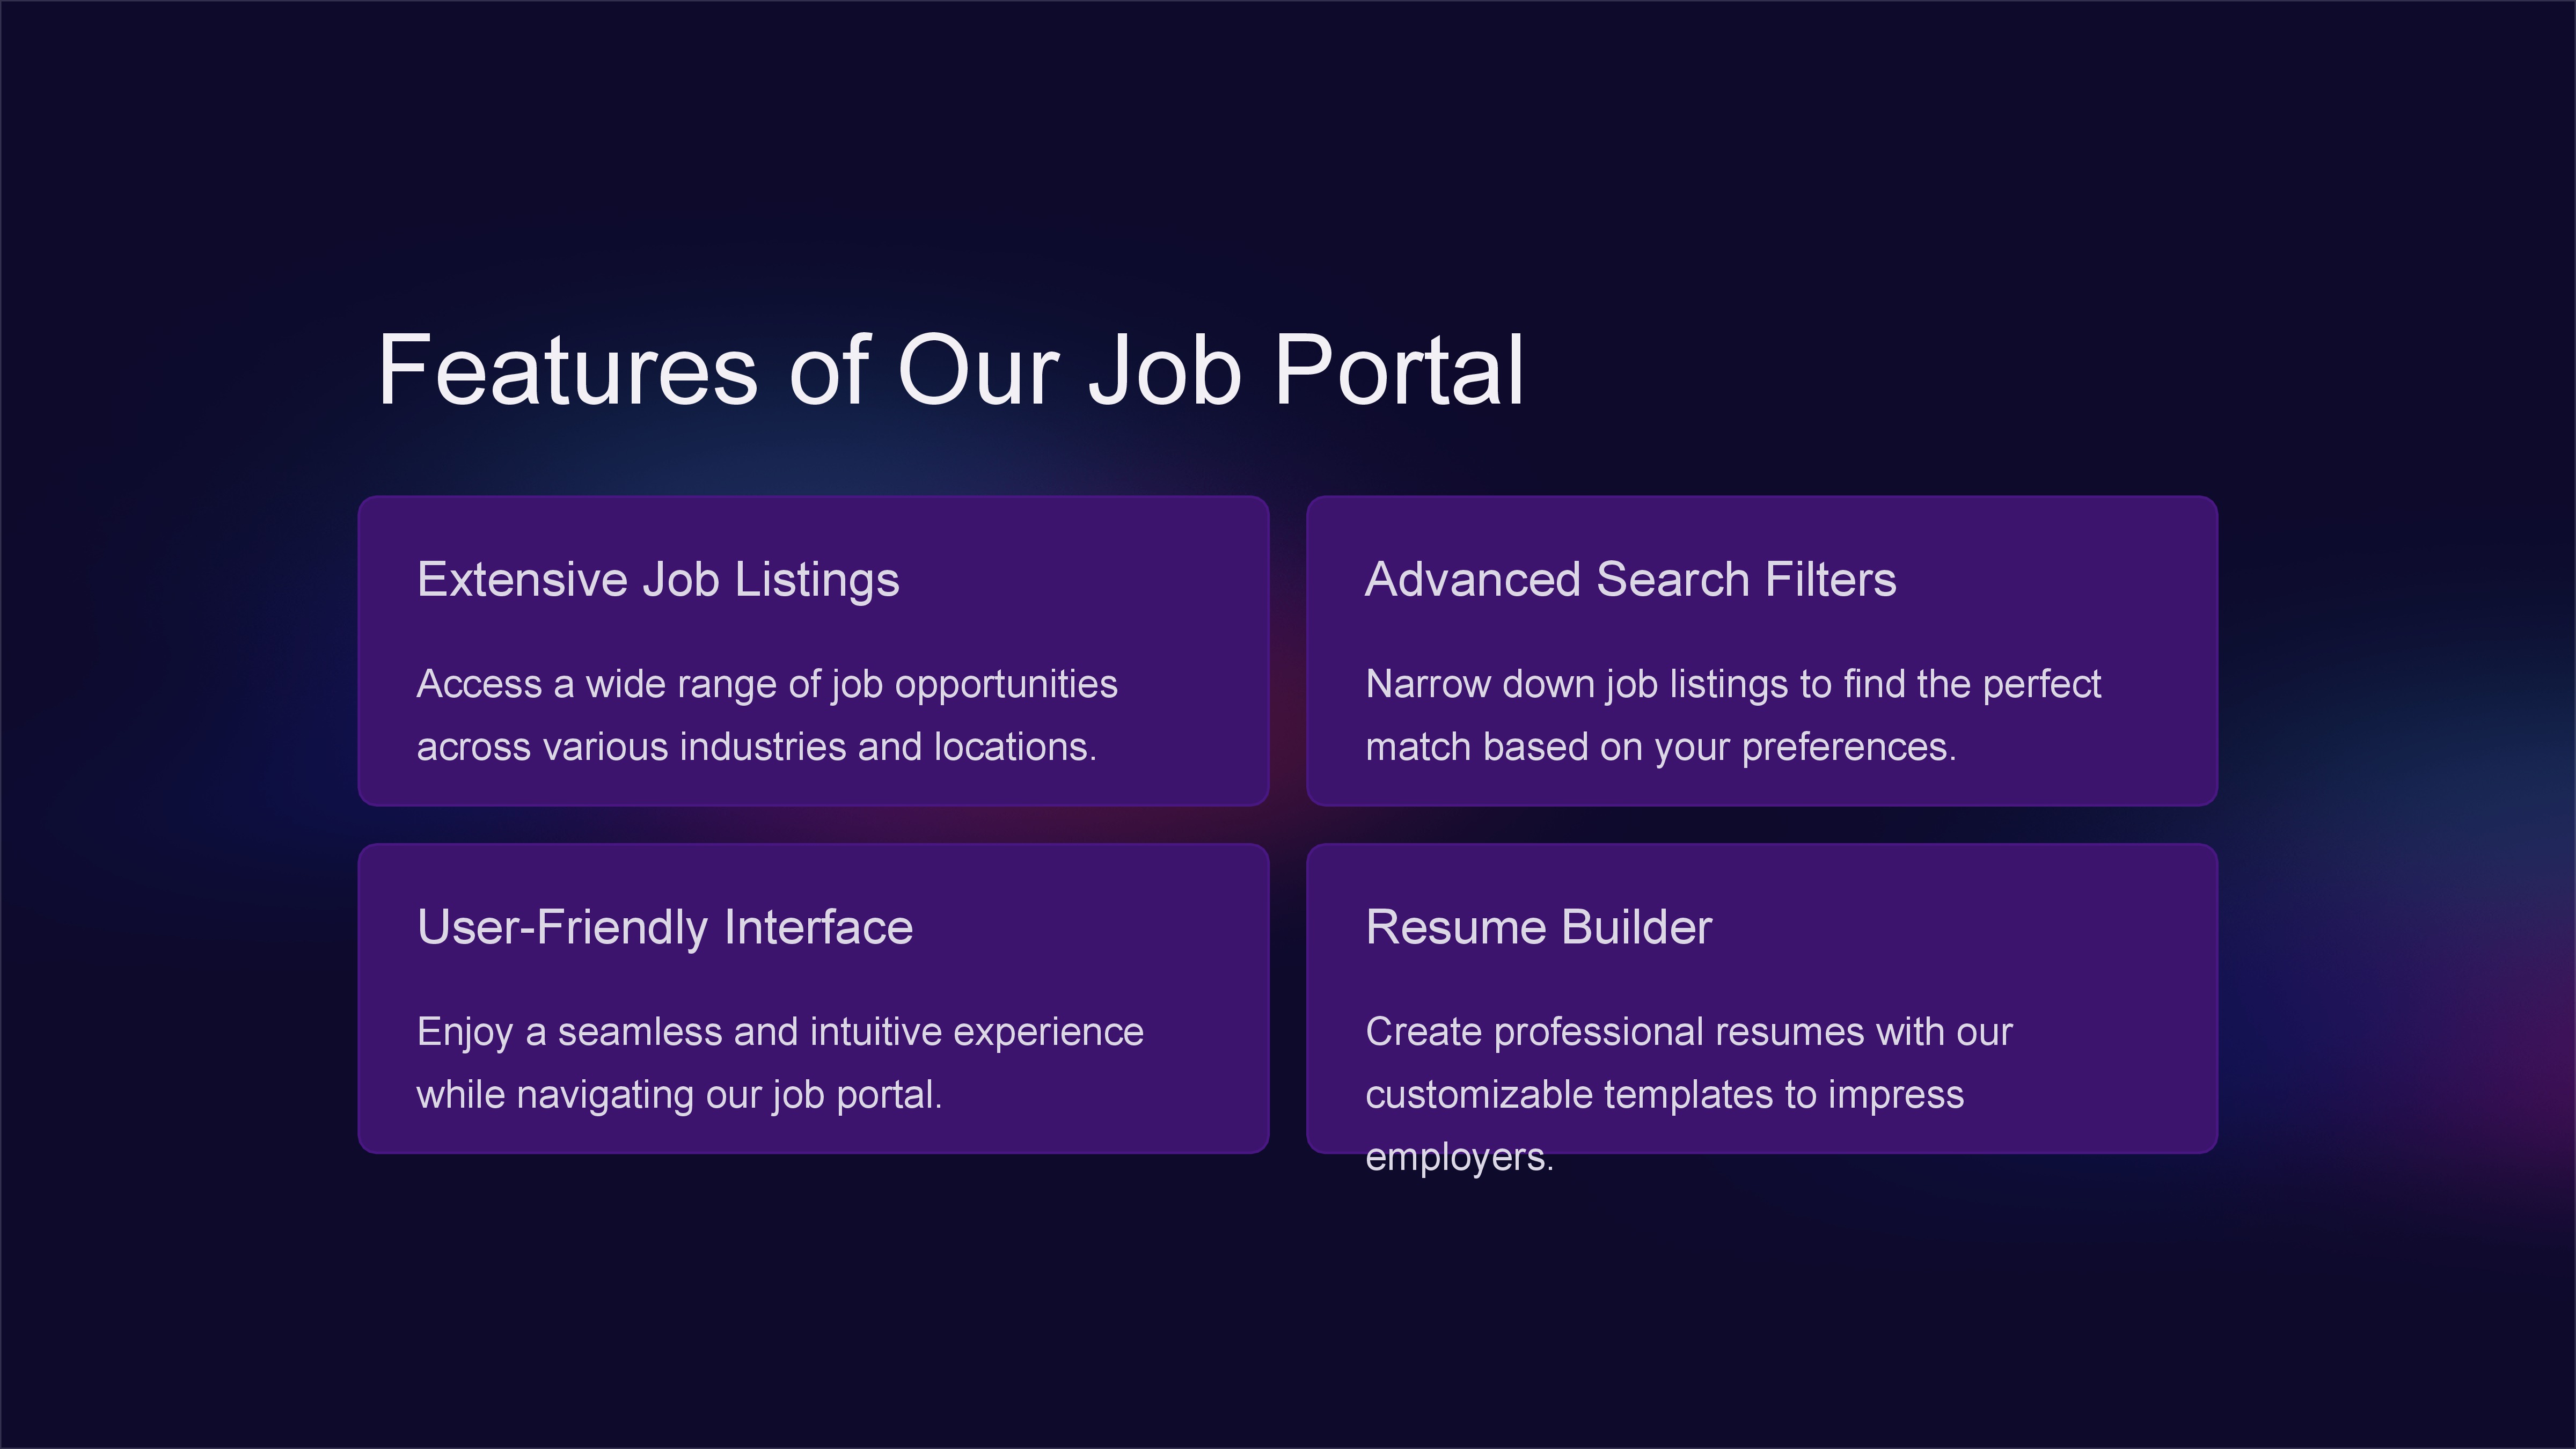 Features of Our Job Portal
Extensive Job Listings
Access a wide range of job opportunities
across various industries and locations.
Advanced Search Filters
Narrow down job listings to find the perfect
match based on your preferences.
User-Friendly Interface
Enjoy a seamless and intuitive experience
while navigating our job portal.
Resume Builder
Create professional resumes with our
customizable templates to impress
employers.